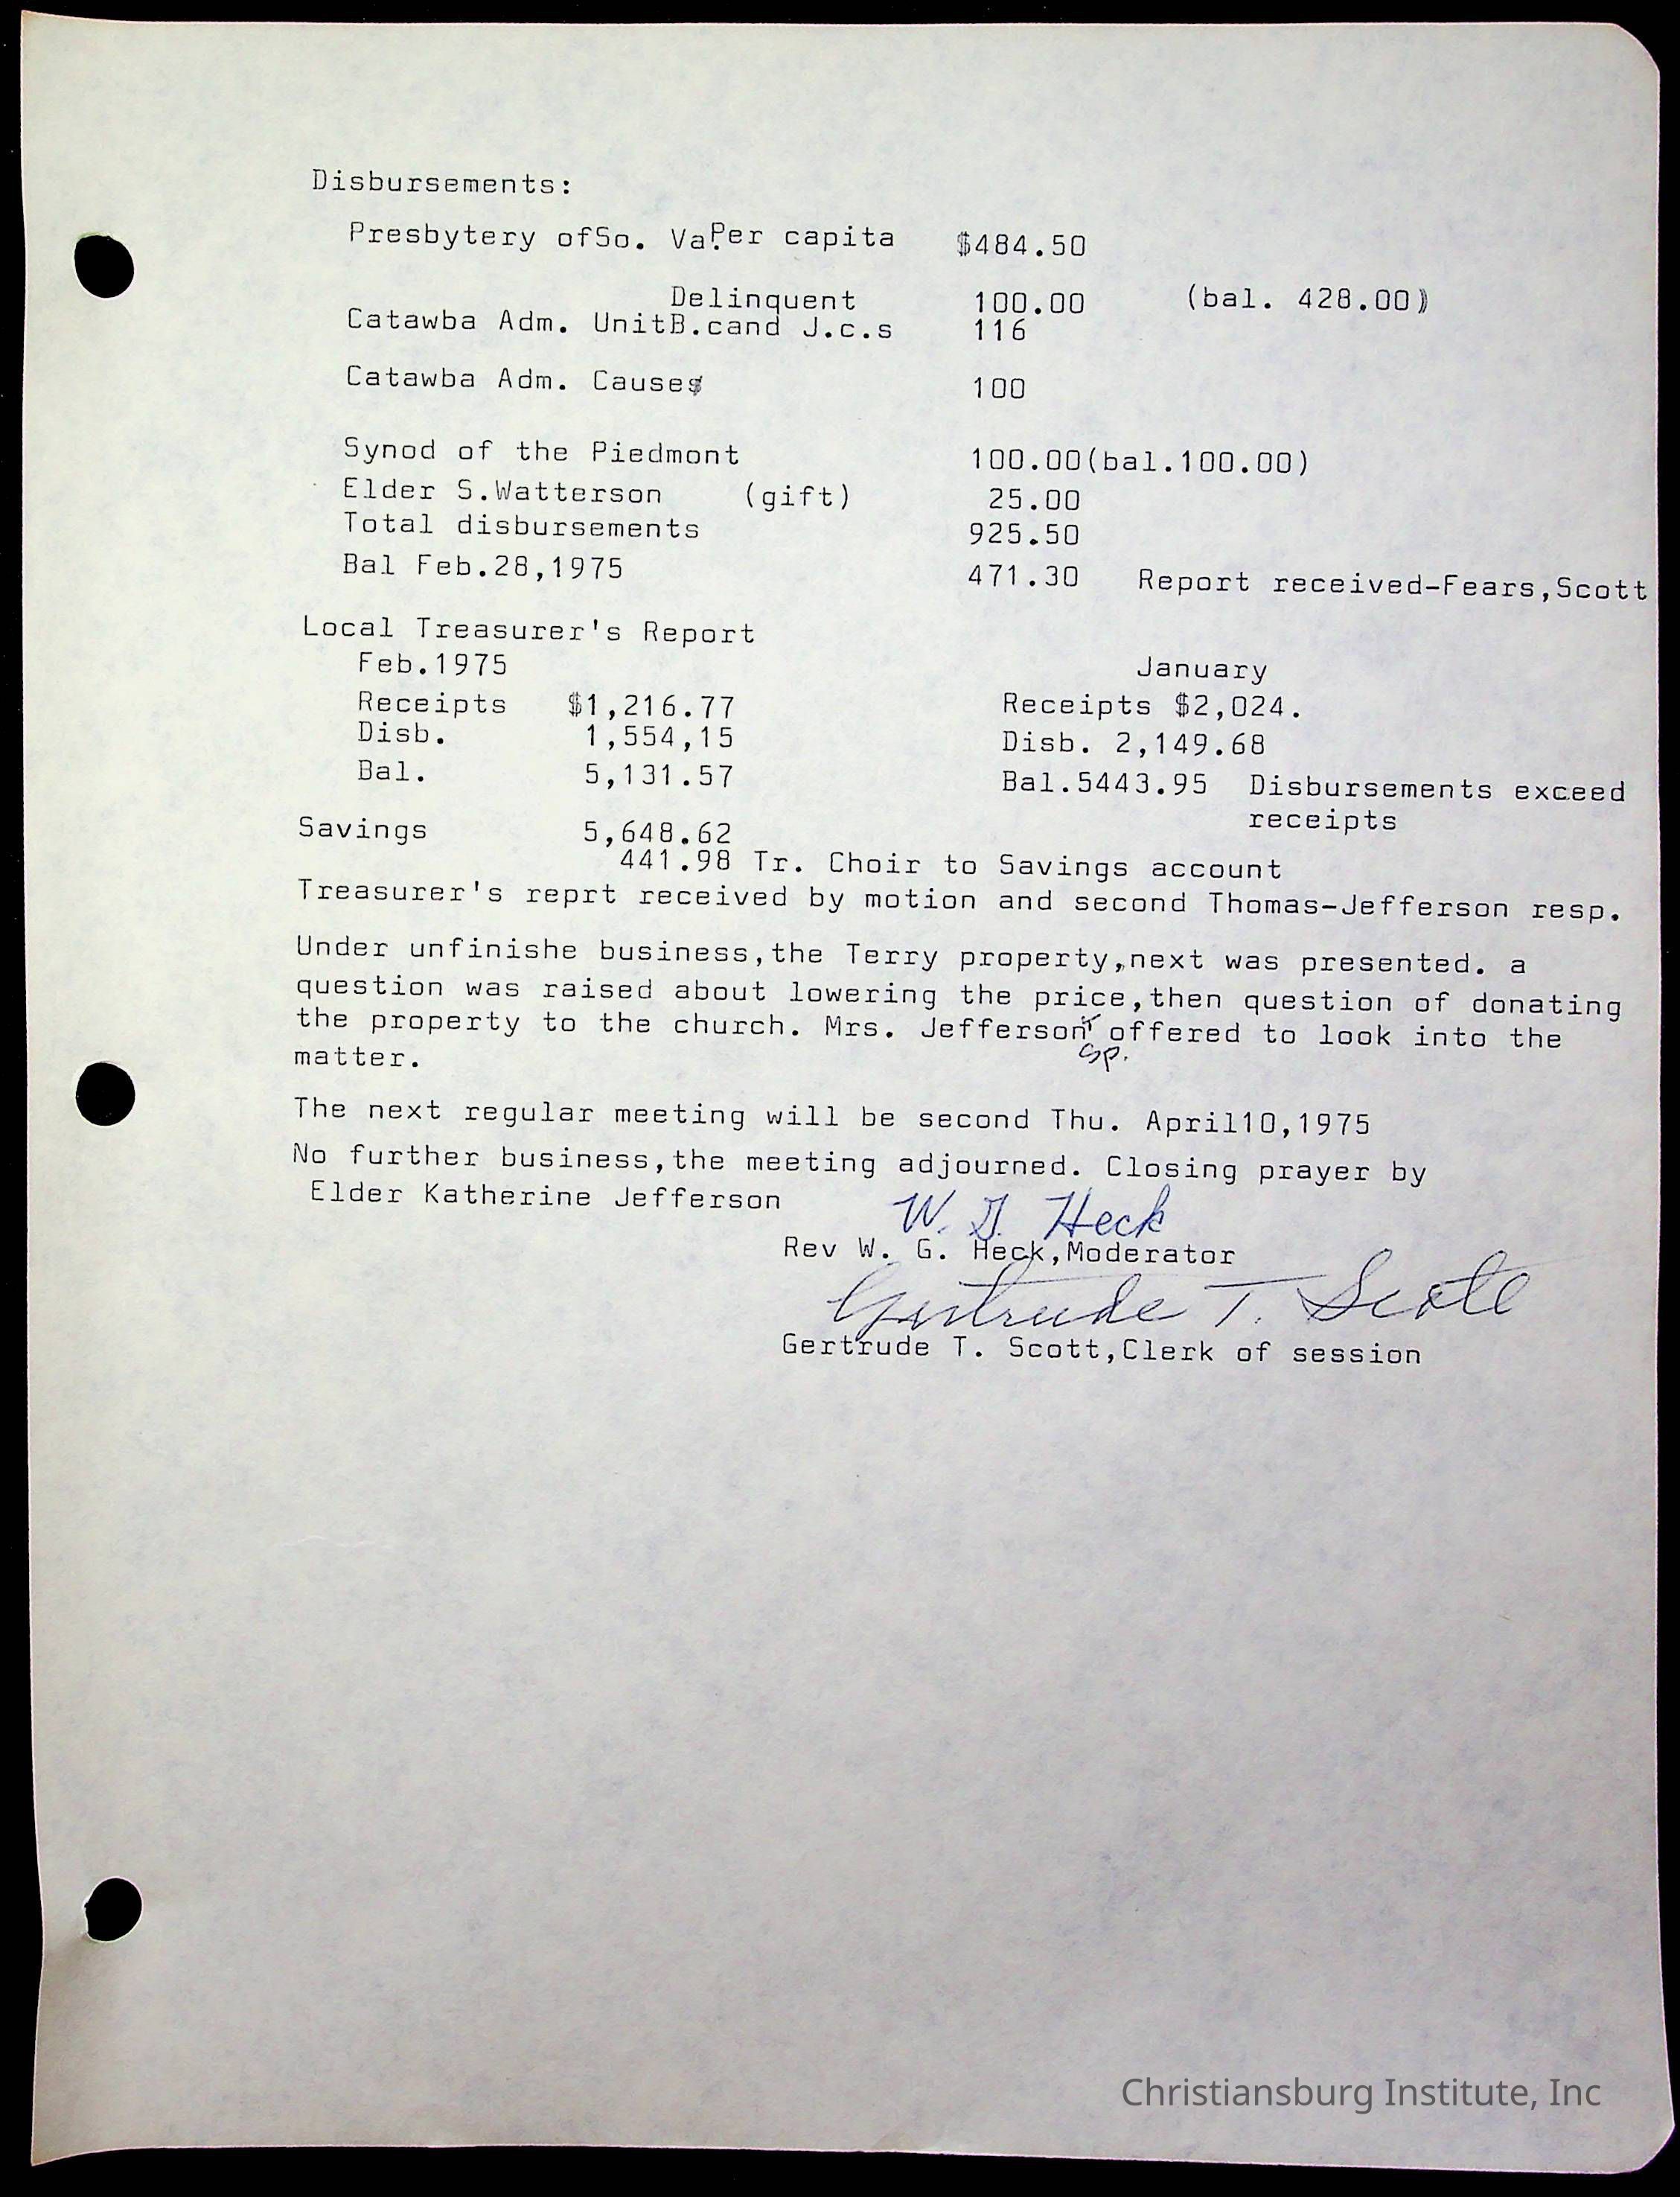 Disbursements:
Presbytery ofSo. Va.Per capita $484.50
Delinquent 100.00 (bal. 428.00)
Catawba Adm. UnitB.cand J.c.s 116
Catawba Adm. Causes 100
Synod of the Piedmont 100.00(bal.100.00)
Elder S.Watterson (gift) 25.00
Total disbursements 925.50
Bal Feb.28,1975 471.30 Report received-Fears,Scott
Local Treasurer's Report
Feb.1975 January
Receipts $1,216.77 Receipts $2,024.
Disb. 1,554,15 Disb. 2,149.68
Bal. 5,131.57 Bal.5443.95 Disbursements exceed
receipts
Savings 5,648.62
441.98 Tr. Choir to Savings account
Treasurer's reprt received by motion and second Thomas-Jefferson resp.
Under unfinishe business,the Terry property,next was presented. a
question was raised about lowering the price,then question of donating
the property to the church. Mrs. Jefferson offered to look into the
sp.
matter.
The next regular meeting will be second Thu. April10,1975
No further business,the meeting adjourned. Closing prayer by
Elder Katherine Jefferson
W. G. Heck
Rev W. G. Heck,Moderator
Gertrude T. Scott
Gertrude T. Scott,Clerk of session
Christiansburg Institute, Inc